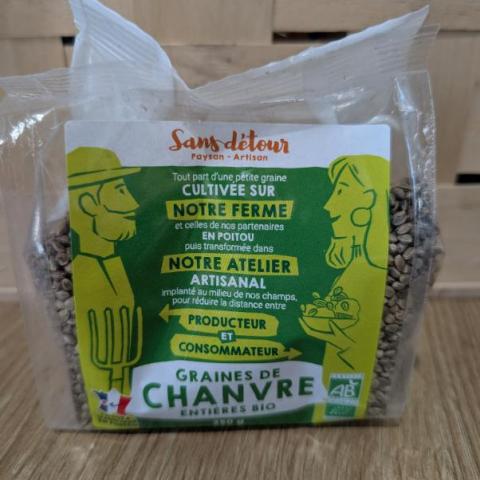 Sans détour
Paysan - Artisan
Tout part d'une petite graine
CULTIVÉE SUR
NOTRE FERME
et celles de nos partenaires
EN POITOU
puis transformée dans
NOTRE ATELIER
ARTISANAL
implanté au milieu de nos champs,
pour réduire la distance entre
PRODUCTEUR
ET
CONSOMMATEUR
GRAINES DE
CHANVRE
ENTIÈRES BIO
250 g
AB